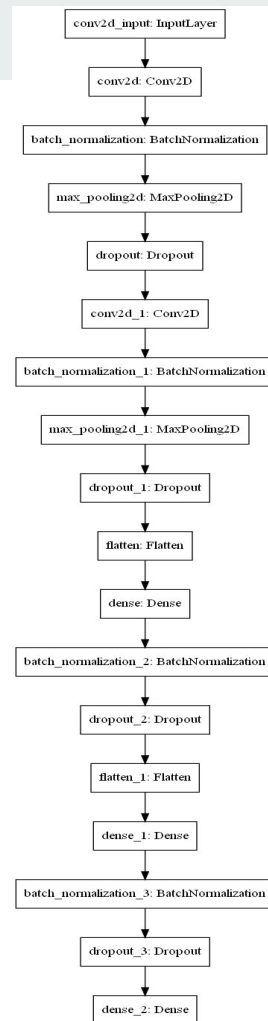 conv2d_input: InputLayer
conv2d: Conv2D
batch_normalization: BatchNormalization
max_pooling2d: MaxPooling2D
dropout: Dropout
conv2d_1: Conv2D
batch_normalization_1: BatchNormalization
max_pooling2d_1: MaxPooling2D
dropout_1: Dropout
flatten: Flatten
dense: Dense
batch_normalization_2: BatchNormalization
dropout_2: Dropout
flatten_1: Flatten
dense_1: Dense
batch_normalization_3: BatchNormalization
dropout_3: Dropout
dense_2: Dense